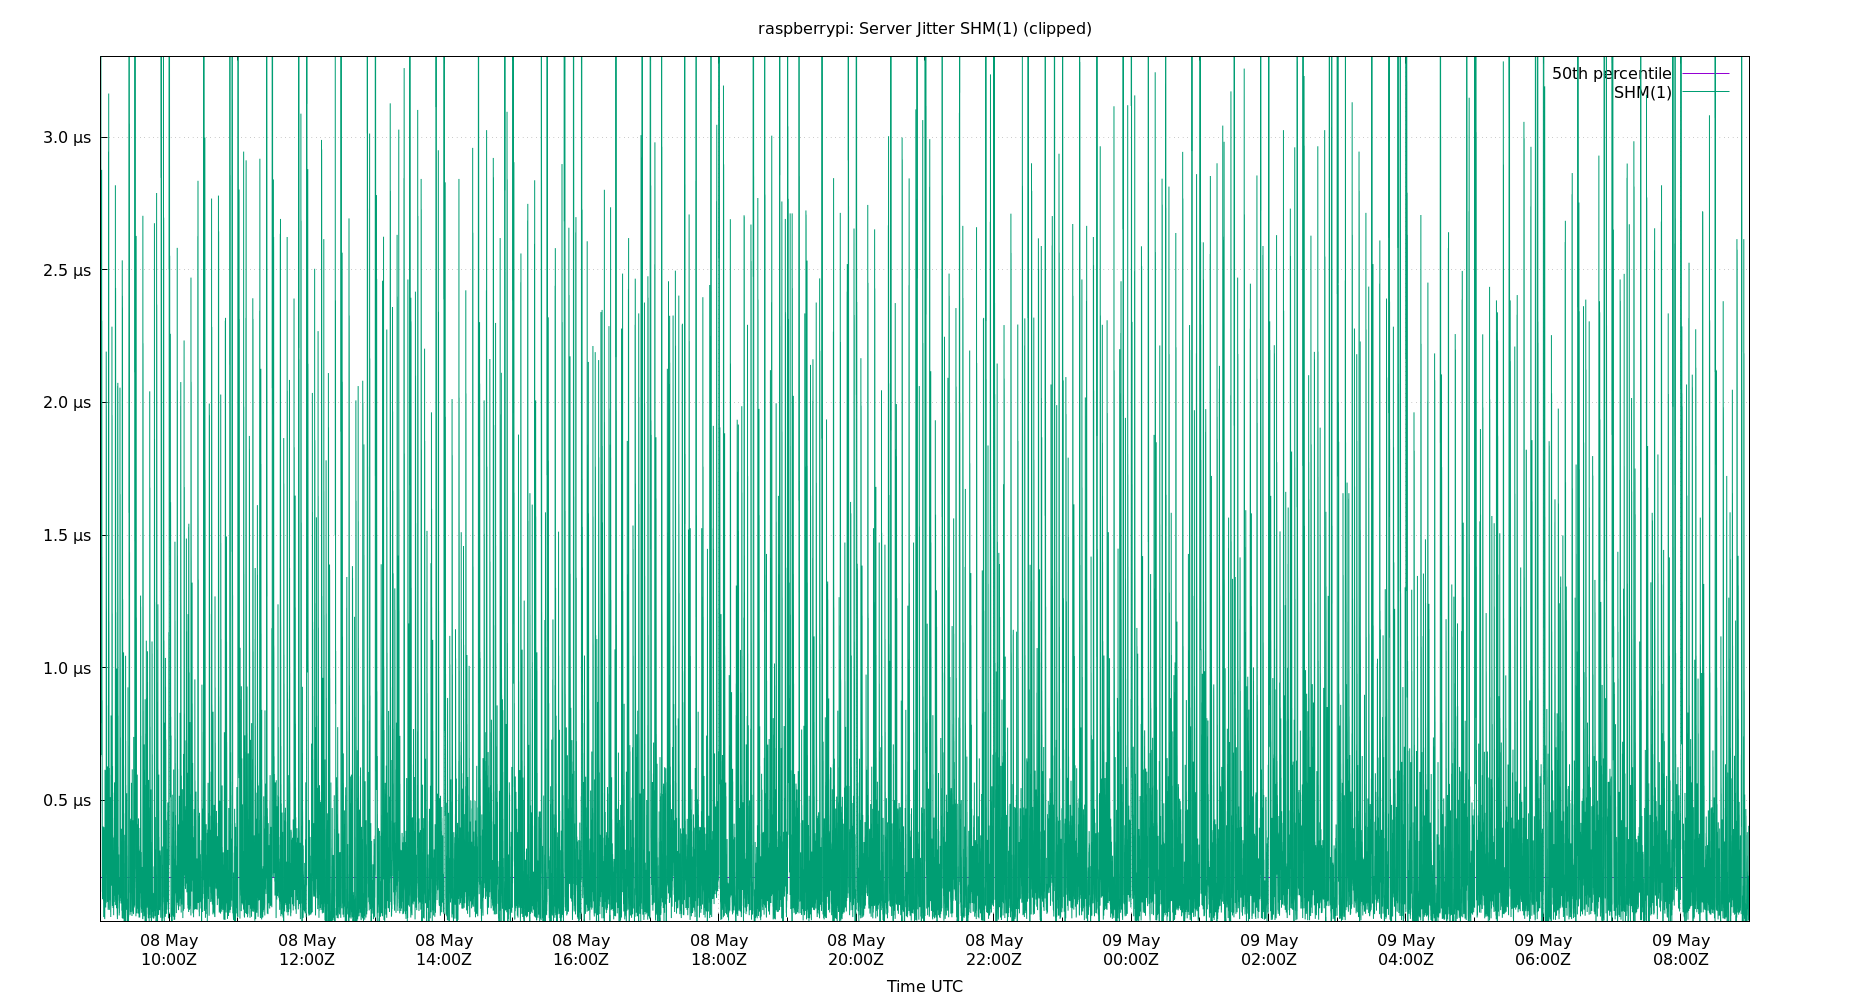 raspberrypi: Server Jitter SHM(1) (clipped)
50th percentile
SHM(1)
3.0 μs
2.5 μs
2.0 μs
1.5 μs
1.0 μs
0.5 μs
08 May 08 May 08 May 08 May 08 May 08 May 08 May 09 May 09 May 09 May 09 May 09 May
10:00Z 12:00Z 14:00Z 16:00Z 18:00Z 20:00Z 22:00Z 00:00Z 02:00Z 04:00Z 06:00Z 08:00Z
Time UTC